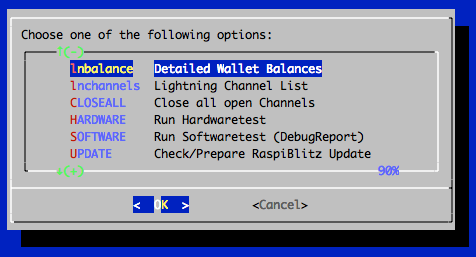 Choose one of the following options:
↑(-)
lnbalance Detailed Wallet Balances
lnchannels Lightning Channel List
CLOSEALL Close all open Channels
HARDWARE Run Hardwaretest
SOFTWARE Run Softwaretest (DebugReport)
UPDATE Check/Prepare RaspiBlitz Update
↓(+) 90%
< OK > <Cancel>